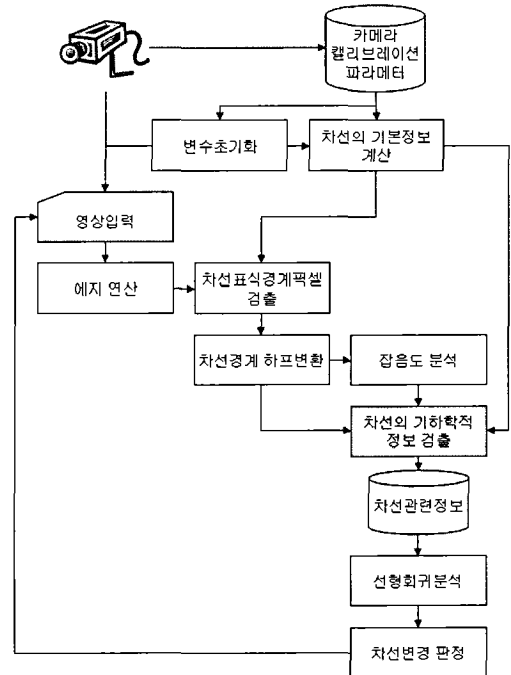 카메라
캘리브레이션
파라메터
변수초기화
차선의 기본정보
계산
영상입력
에지 연산
차선표식경계픽셀
검출
차선경계 하프변환
잡음도 분석
차선의 기하학적
정보 검출
차선관련정보
선형회귀분석
차선변경 판정